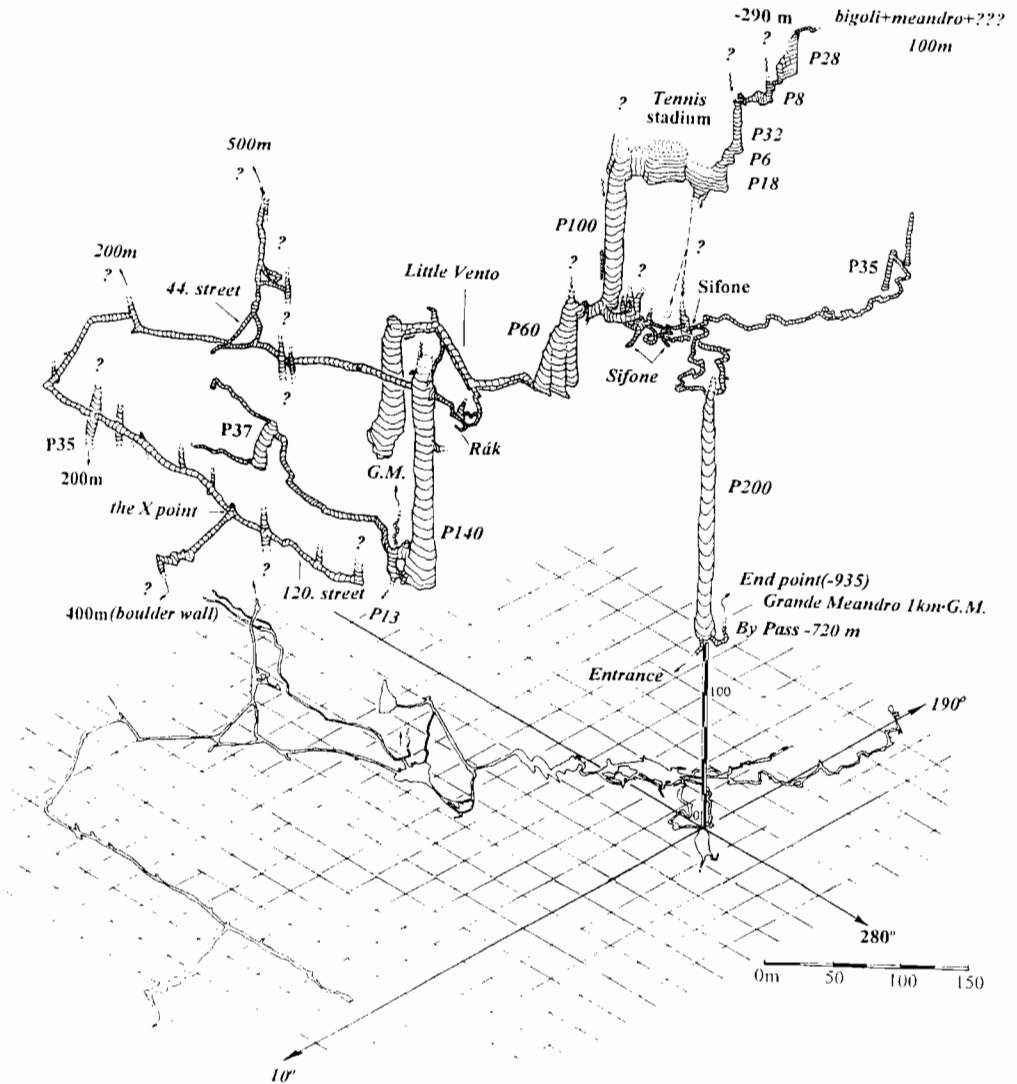 -290 m
bigoli+meandro+???
100m
?
?
P28
P8
?
Tennis
stadium
P32
P6
P18
500m
?
P100
?
200m
?
44. street
?
Little Vento
?
?
P35
Sifone
P60
?
Sifone
?
P35
200m
P37
Rák
G.M.
P200
the X point
P140
?
?
?
120. street
400m (boulder wall)
P13
End point(-935)
Grande Meandro 1km·G.M.
By Pass -720 m
Entrance
100
190°
0
280"
0m 50 100 150
10"